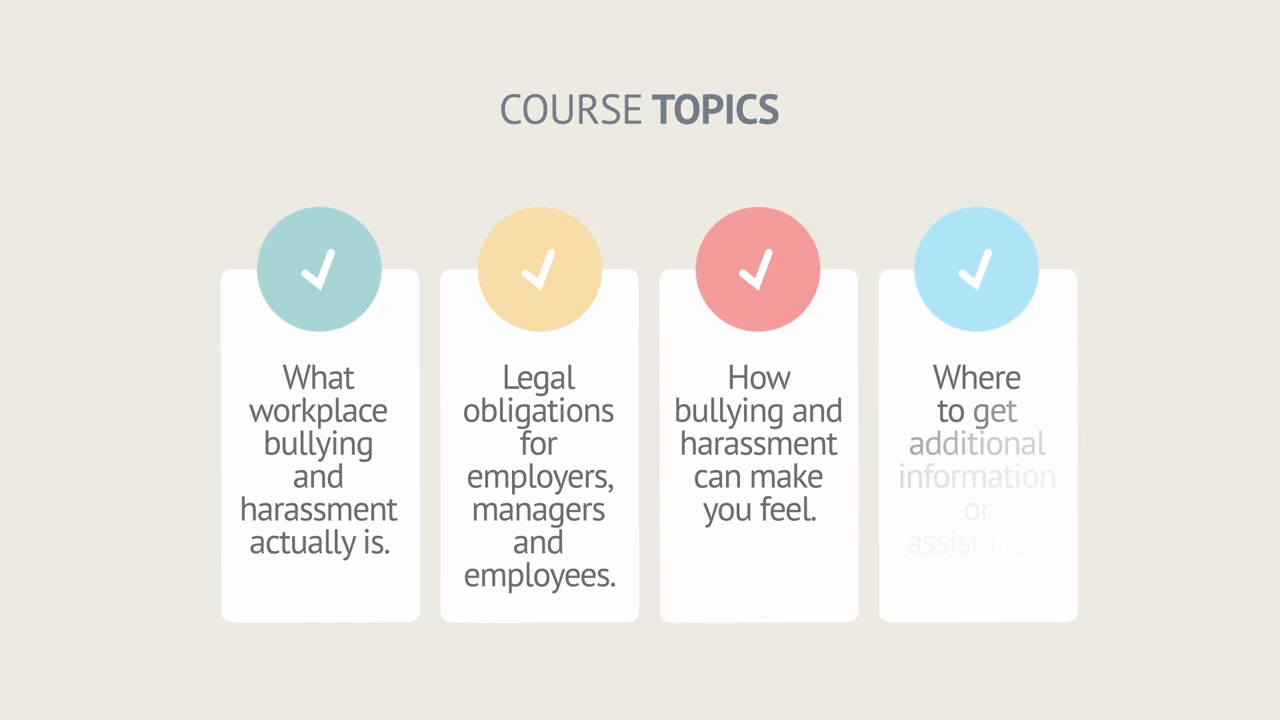 COURSE TOPICS
What
workplace
bullying
and
harassment
actually is.
Legal
obligations
for
employers,
managers
and
employees.
How
bullying and
harassment
can make
you feel.
Where
to get
additional
information
or